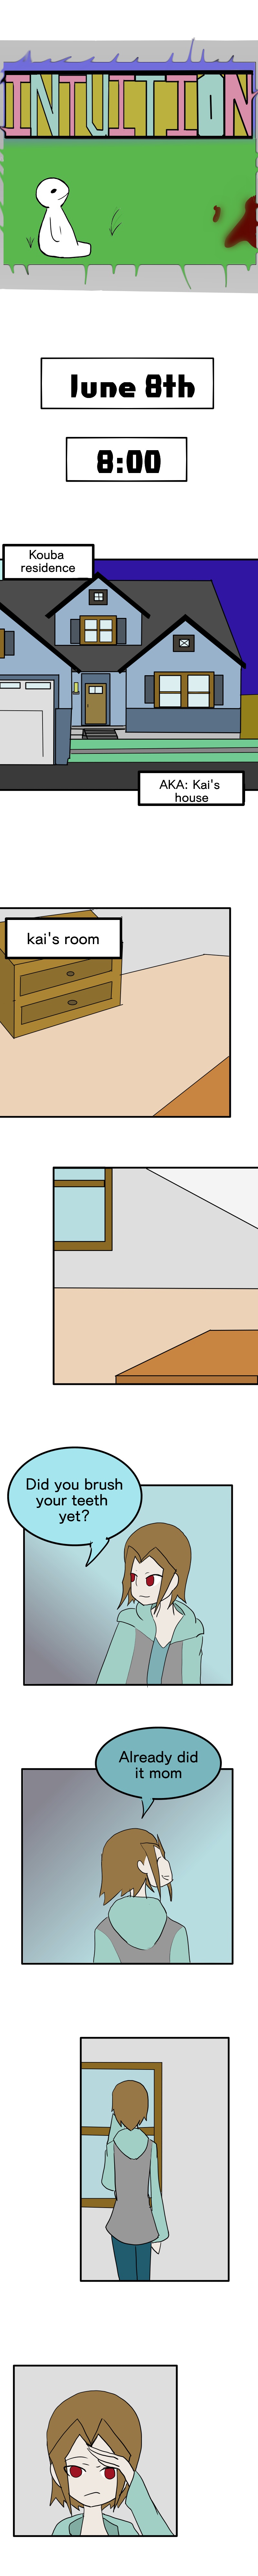 INTUITION
June 8th
8:00
Kouba
residence
AKA: Kai's
house
kai's room
Did you brush
your teeth
yet?
Already did
it mom